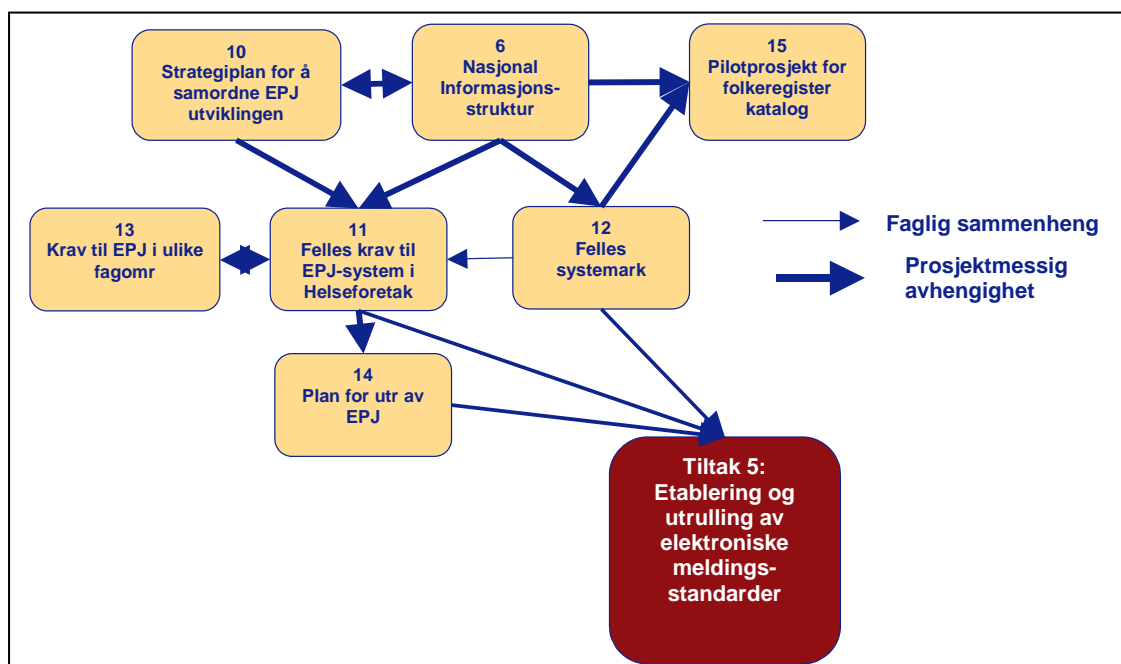 10
Strategiplan for å
samordne EPJ
utviklingen
6
Nasjonal
Informasjons-
struktur
15
Pilotprosjekt for
folkeregister
katalog
13
Krav til EPJ i ulike
fagomr
11
Felles krav til
EPJ-system i
Helseforetak
12
Felles
systemark
Faglig sammenheng
Prosjektmessig
avhengighet
14
Plan for utr av
EPJ
Tiltak 5:
Etablering og
utrulling av
elektroniske
meldings-
standarder